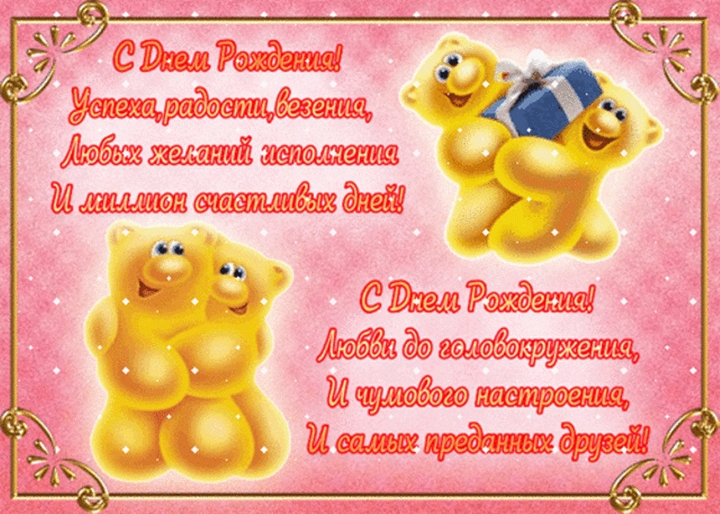 С Днем Рождения!
Успеха, радости, везения,
Любых желаний исполнения
И миллион счастливых дней!
С Днем Рождения!
Любви до головокружения,
И чумового настроения,
И самых преданных друзей!